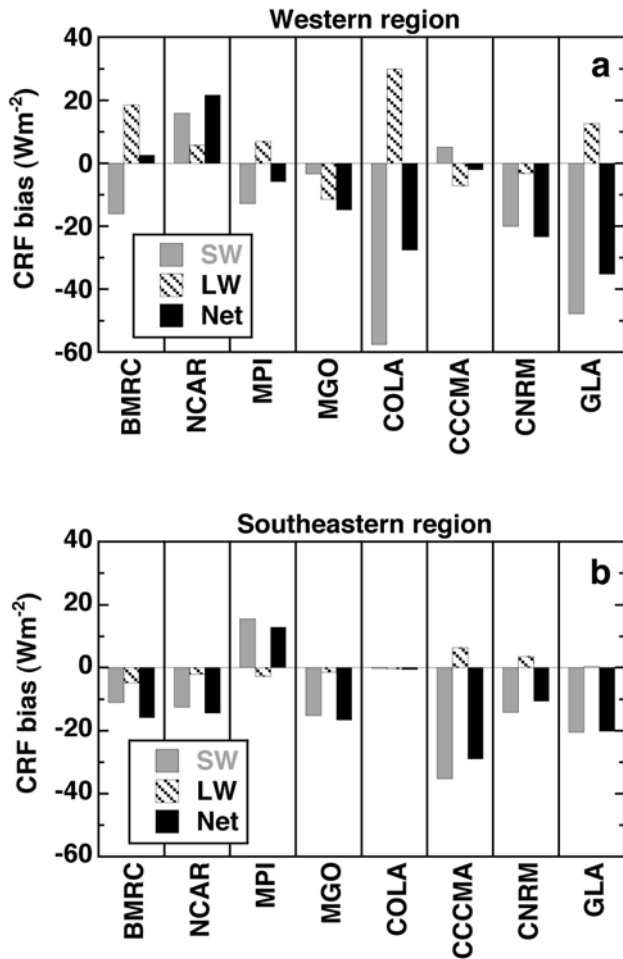 Western region
a
CRF bias (Wm-2)
40
20
0
-20
-40
-60
SW
LW
Net
BMRC
NCAR
MPI
MGO
COLA
CCCMA
CNRM
GLA
Southeastern region
b
CRF bias (Wm-2)
40
20
0
-20
-40
-60
SW
LW
Net
BMRC
NCAR
MPI
MGO
COLA
CCCMA
CNRM
GLA